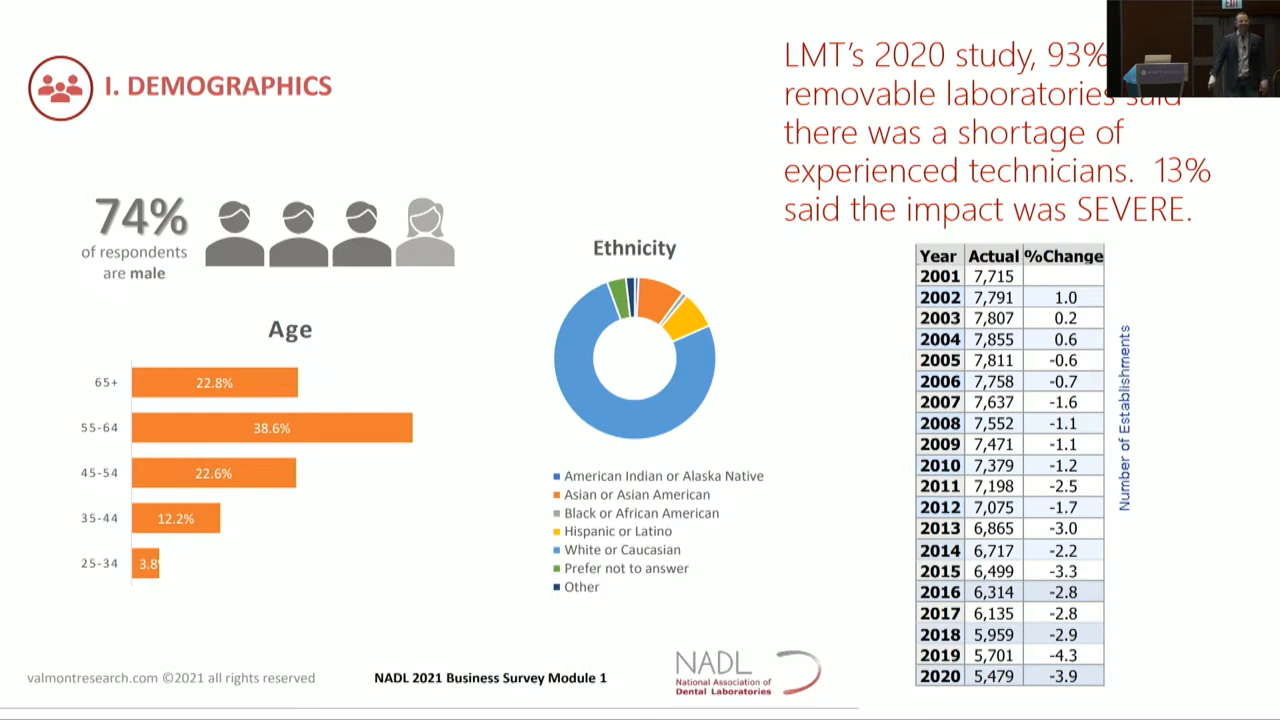 I. DEMOGRAPHICS
LMT's 2020 study, 93%
removable laboratories said
there was a shortage of
experienced technicians. 13%
said the impact was SEVERE.
74%
of respondents
are male
Age
65+ 22.8%
55-64 38.6%
45-54 22.6%
35-44 12.2%
25-34 3.8%
Ethnicity
American Indian or Alaska Native
Asian or Asian American
Black or African American
Hispanic or Latino
White or Caucasian
Prefer not to answer
Other
Year Actual %Change
2001 7,715
2002 7,791 1.0
2003 7,807 0.2
2004 7,855 0.6
2005 7,811 -0.6
2006 7,758 -0.7
2007 7,637 -1.6
2008 7,552 -1.1
2009 7,471 -1.1
2010 7,379 -1.2
2011 7,198 -2.5
2012 7,075 -1.7
2013 6,865 -3.0
2014 6,717 -2.2
2015 6,499 -3.3
2016 6,314 -2.8
2017 6,135 -2.8
2018 5,959 -2.9
2019 5,701 -4.3
2020 5,479 -3.9
Number of Establishments
valmontresearch.com ©2021 all rights reserved
NADL 2021 Business Survey Module 1
NADL
National Association of
Dental Laboratories